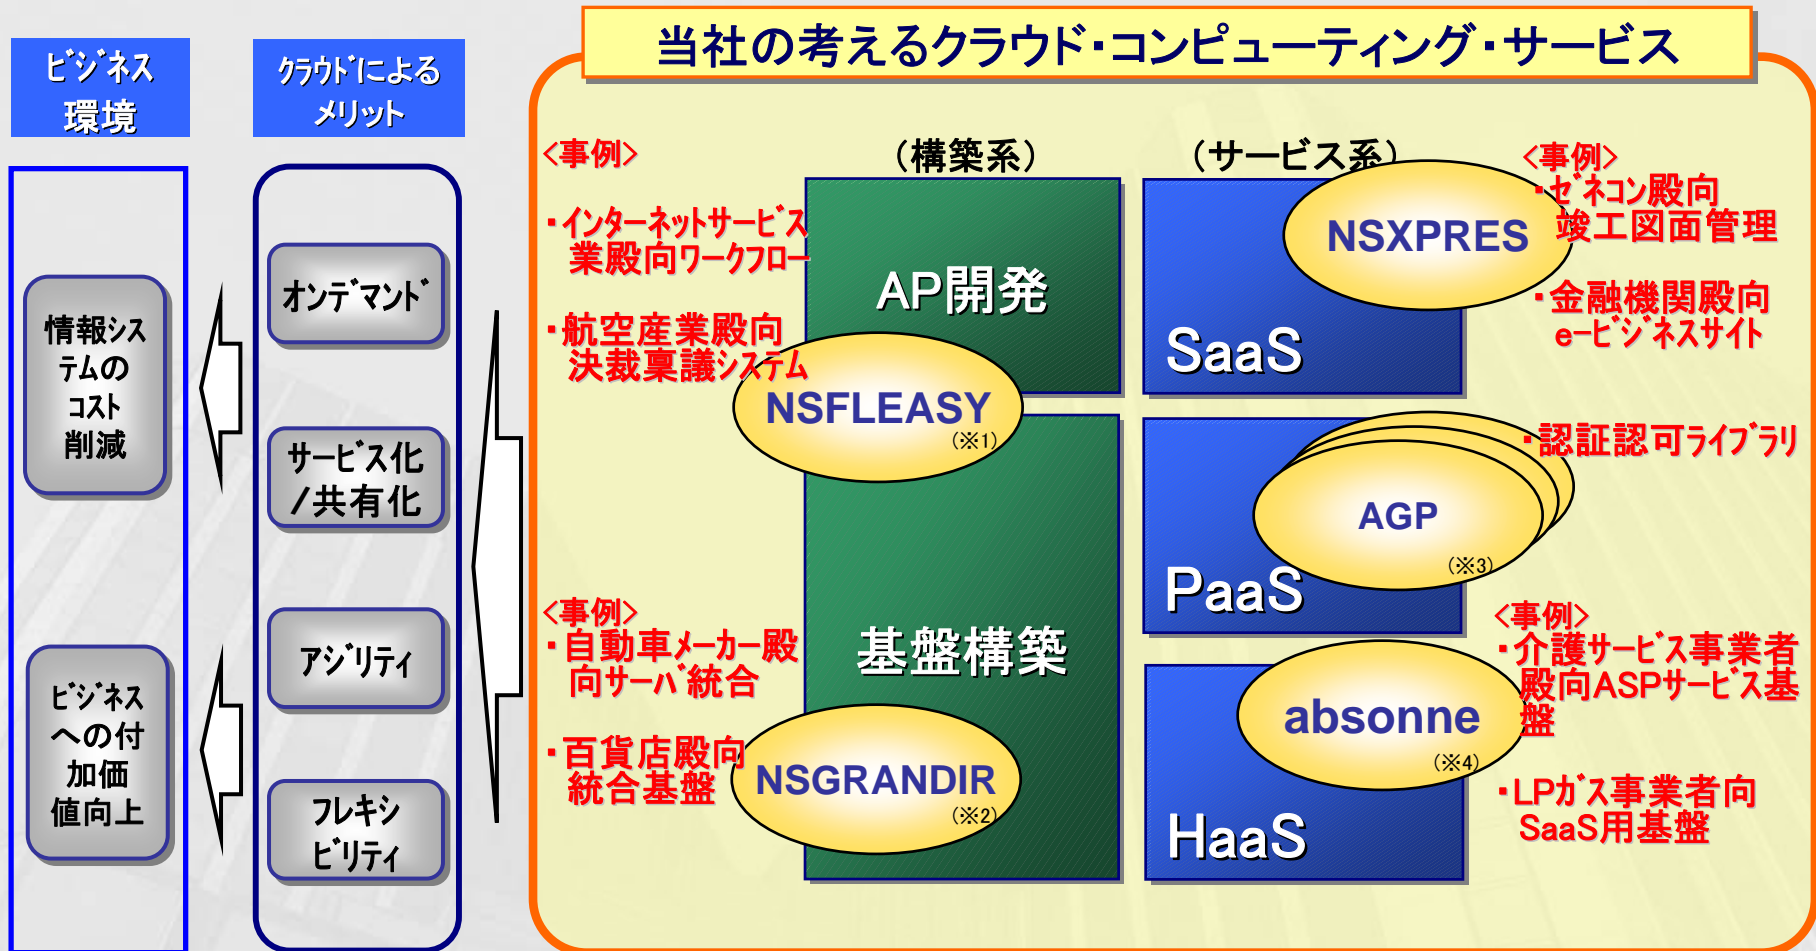 当社の考えるクラウド・コンピューティング・サービス
ビジネス
環境
クラウドによる
メリット
情報シス
テムの
コスト
削減
ビジネス
への付
加価
値向上
オンデマンド
サービス化
/共有化
アジリティ
フレキシ
ビリティ
<事例>
・インターネットサービス
業殿向ワークフロー
・航空産業殿向
決裁稟議システム
(構築系)
AP開発
NSFLEASY
(※1)
<事例>
・自動車メーカー殿
向サーバ統合
・百貨店殿向
統合基盤
基盤構築
NSGRANDIR
(※2)
(サービス系)
SaaS
NSXPRES
<事例>
・ゼネコン殿向
竣工図面管理
・金融機関殿向
e-ビジネスサイト
PaaS
AGP
(※3)
・認証認可ライブラリ
HaaS
absonne
(※4)
<事例>
・介護サービス事業者
殿向ASPサービス基
盤
・LPガス事業者向
SaaS用基盤